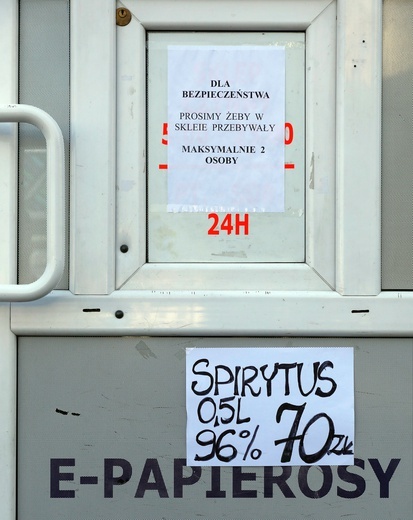 DLA
BEZPIECZEŃSTWA
PROSIMY ŻEBY W
SKLEIE PRZEBYWAŁY
MAKSYMALNIE 2
OSOBY
24H
SPIRYTUS
0,5L
96% 70ZŁ
E-PAPIEROSY